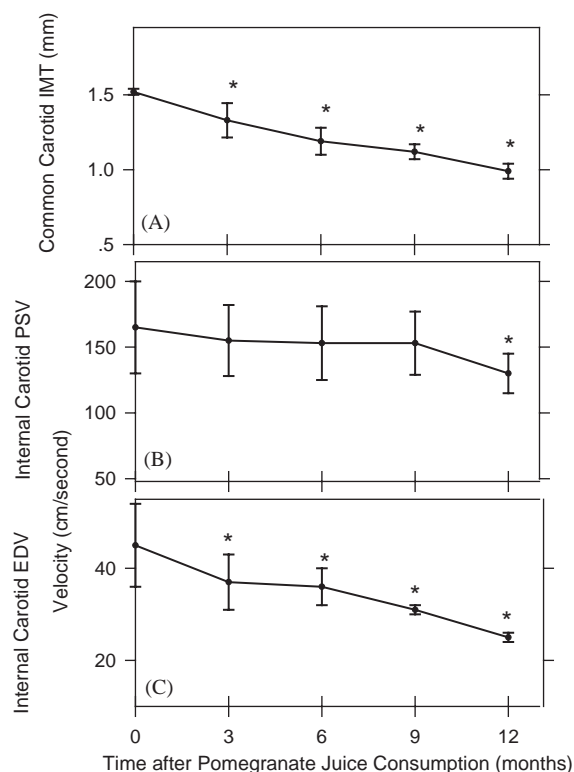 Common Carotid IMT (mm)
1.5
1.0
.5
*
*
*
*
(A)
Internal Carotid PSV
200
150
100
50
*
(B)
Internal Carotid EDV
Velocity (cm/second)
40
20
*
*
*
*
(C)
0 3 6 9 12
Time after Pomegranate Juice Consumption (months)